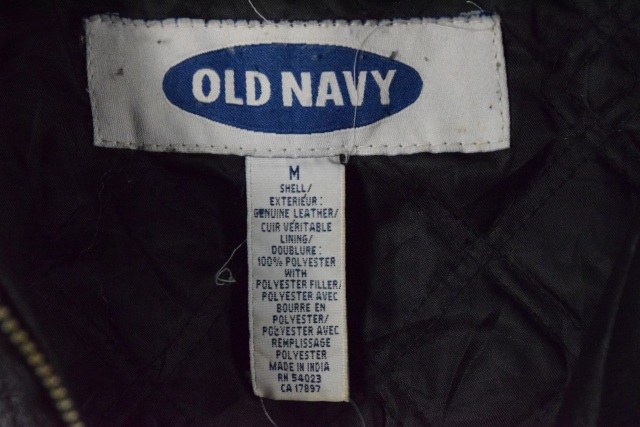 OLD NAVY
M
SHELL/
EXTERIEUR:
GENUINE LEATHER/
CUIR VERITABLE
LINING/
DOUBLURE:
100% POLYESTER
WITH
POLYESTER FILLER/
POLYESTER AVEC
BOURRE EN
POLYESTER/
POLYESTER AVEC
REMPLISSAGE
POLYESTER
MADE IN INDIA
RN 54023
CA 17897